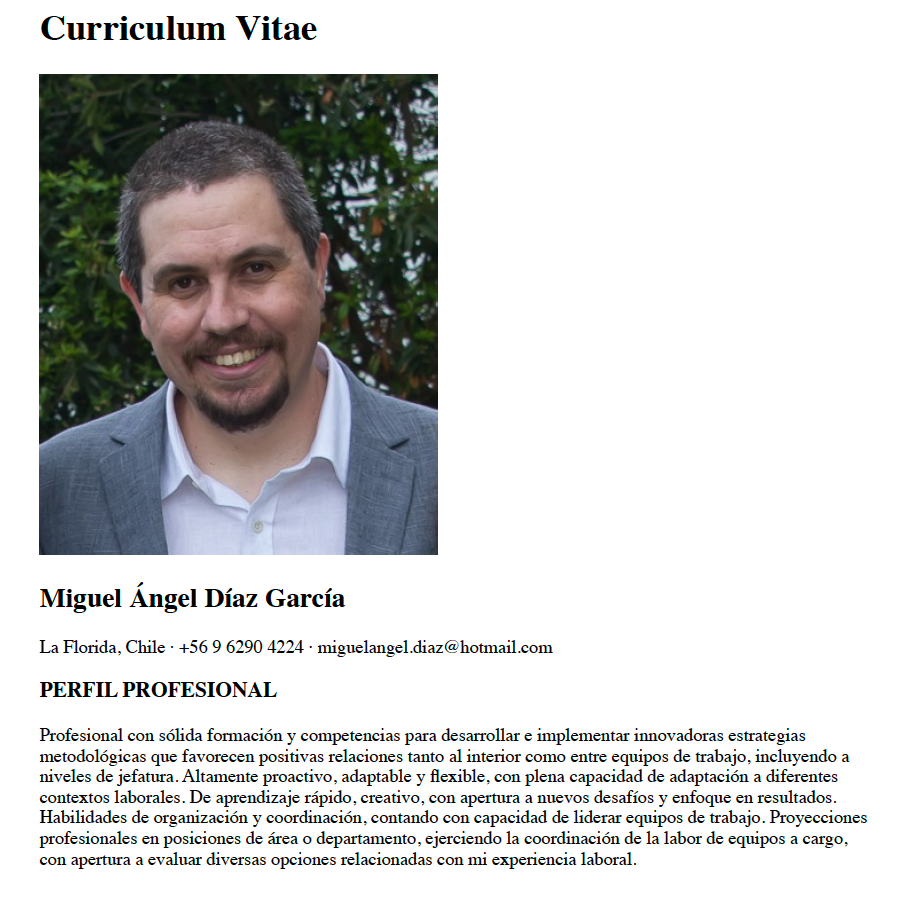 Curriculum Vitae
Miguel Ángel Díaz García
La Florida, Chile · +56 9 6290 4224 · miguelangel.diaz@hotmail.com
PERFIL PROFESIONAL
Profesional con sólida formación y competencias para desarrollar e implementar innovadoras estrategias
metodológicas que favorecen positivas relaciones tanto al interior como entre equipos de trabajo, incluyendo a
niveles de jefatura. Altamente proactivo, adaptable y flexible, con plena capacidad de adaptación a diferentes
contextos laborales. De aprendizaje rápido, creativo, con apertura a nuevos desafíos y enfoque en resultados.
Habilidades de organización y coordinación, contando con capacidad de liderar equipos de trabajo. Proyecciones
profesionales en posiciones de área o departamento, ejerciendo la coordinación de la labor de equipos a cargo,
con apertura a evaluar diversas opciones relacionadas con mi experiencia laboral.